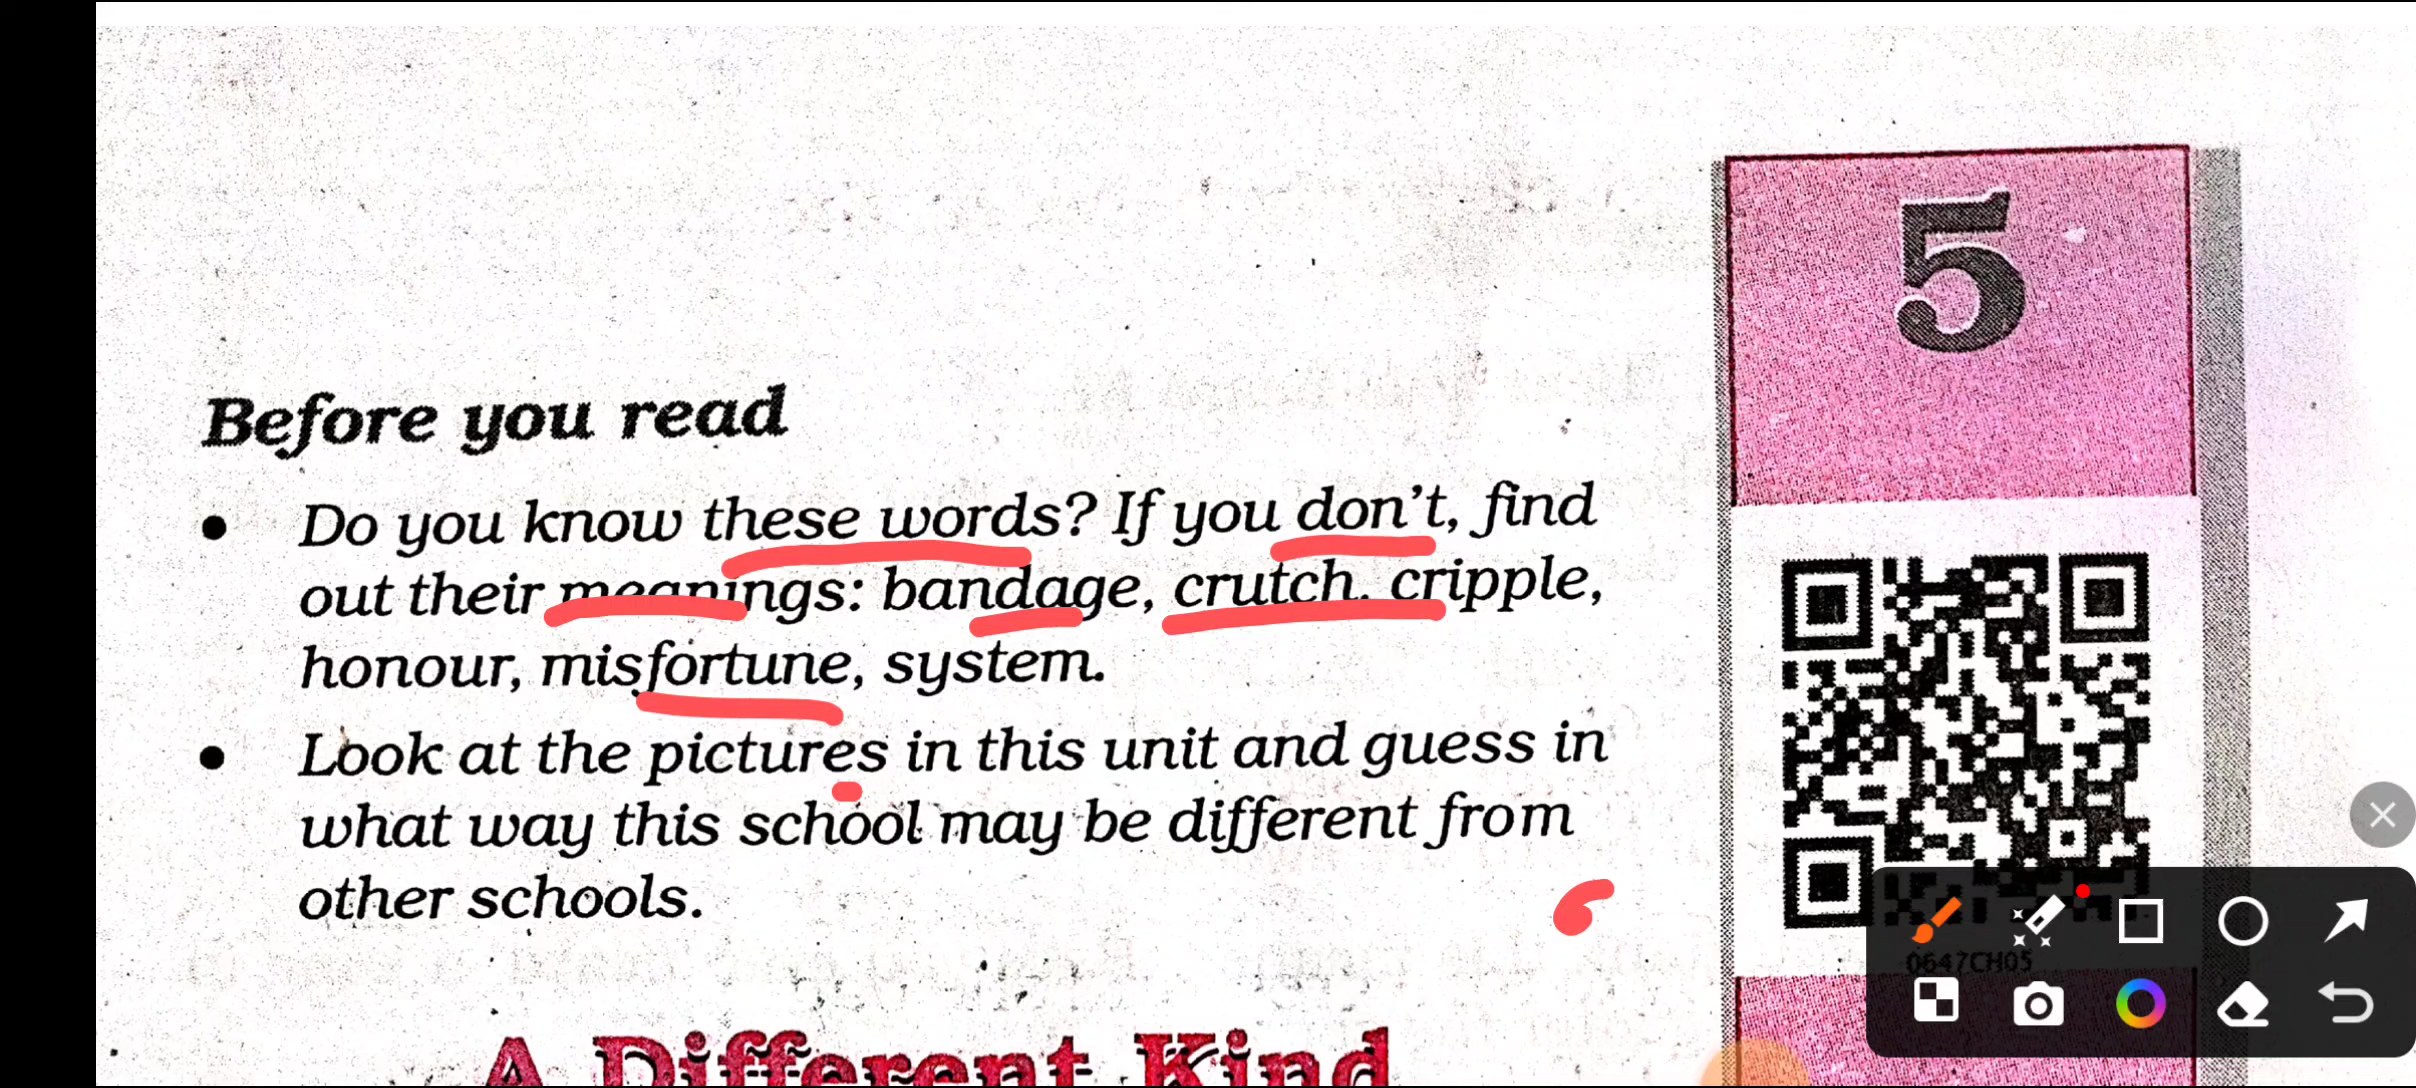 5
Before you read
• Do you know these words? If you don't, find
out their meanings: bandage, crutch, cripple,
honour, misfortune, system.
• Look at the pictures in this unit and guess in
what way this school may be different from
other schools.
0647CH05
A Different Kind